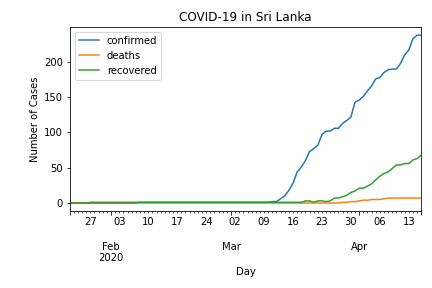 COVID-19 in Sri Lanka
confirmed
deaths
recovered
Number of Cases
200
150
100
50
0
27 03 10 17 24 02 09 16 23 30 06 13
Feb Mar Apr
2020
Day